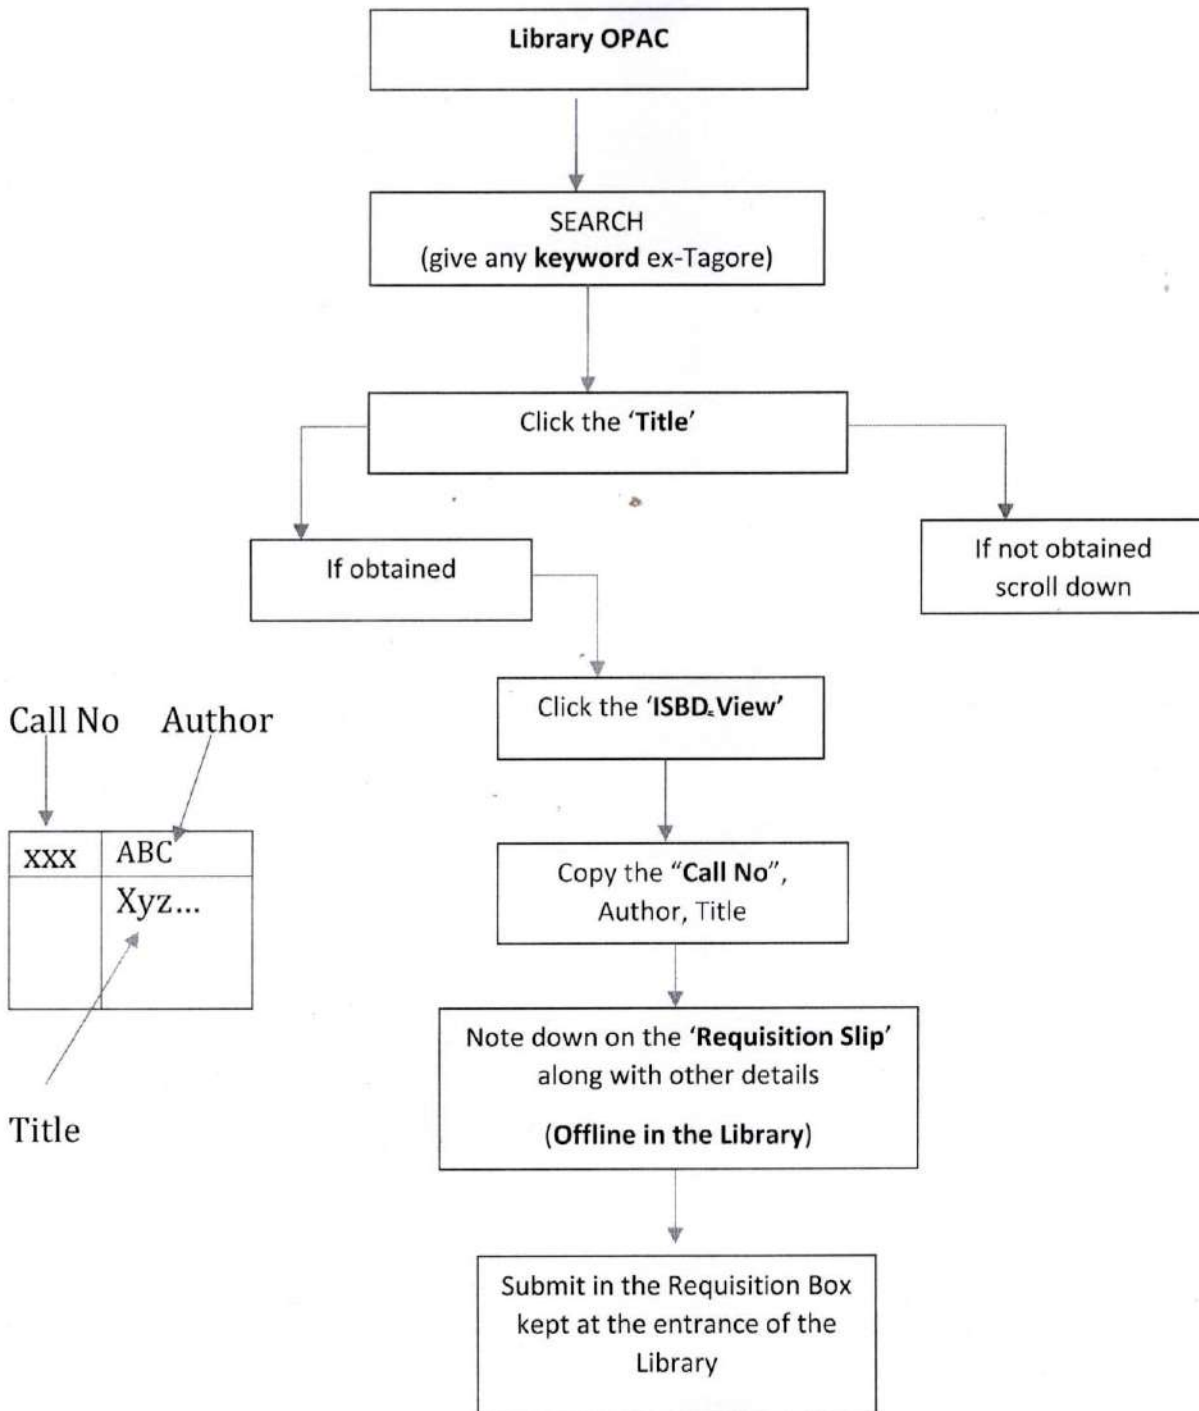 Library OPAC
SEARCH
(give any keyword ex-Tagore)
Click the ‘Title’
If obtained
If not obtained
scroll down
Click the ‘ISBD View’
Call No
Author
xxx
ABC
Xyz...
Title
Copy the “Call No”,
Author, Title
Note down on the ‘Requisition Slip’
along with other details
(Offline in the Library)
Submit in the Requisition Box
kept at the entrance of the
Library